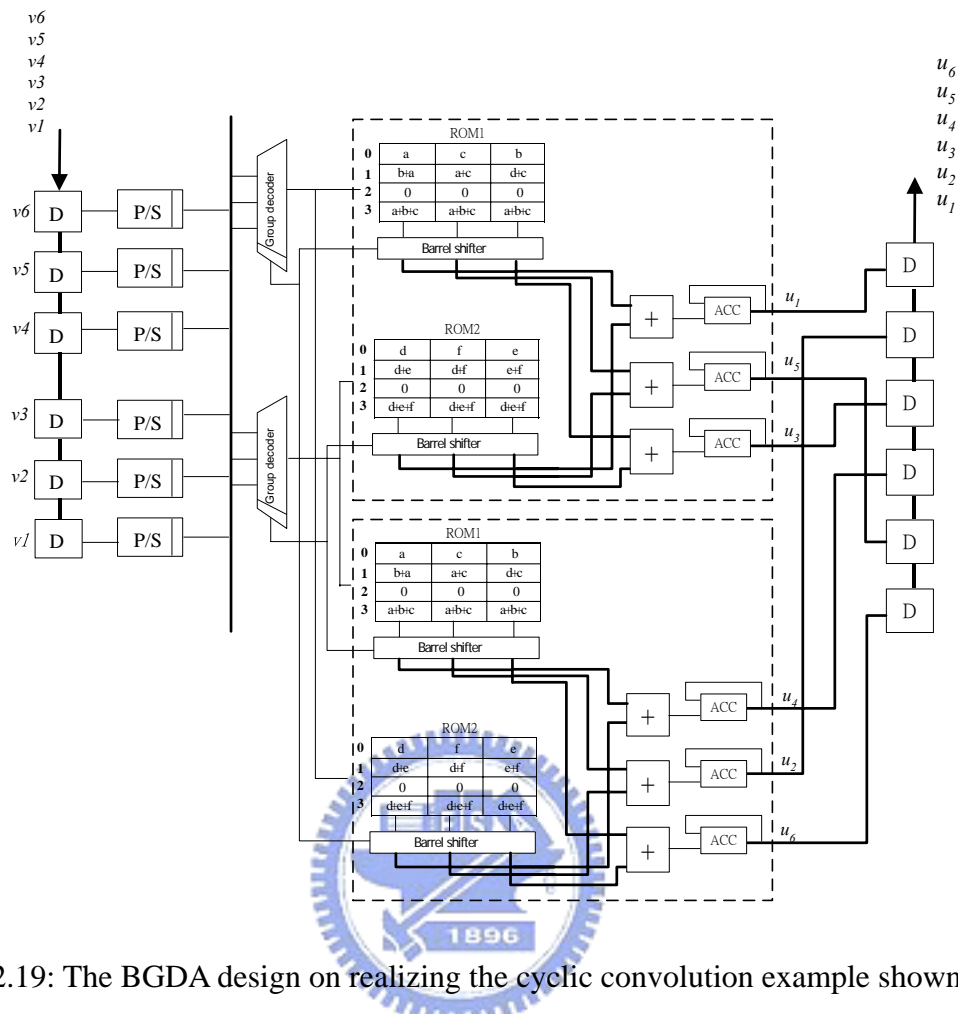 v6
v5
v4
v3
v2
v1
u6
u5
u4
u3
u2
u1
v6 D P/S
v5 D P/S
v4 D P/S
v3 D P/S
v2 D P/S
v1 D P/S
Group decoder
Group decoder
ROM1
0 a c b
1 b+a a+c d+c
2 0 0 0
3 a+b+c a+b+c a+b+c
Barrel shifter
ROM2
0 d f e
1 d+e d+f e+f
2 0 0 0
3 d+e+f d+e+f d+e+f
Barrel shifter
+ ACC u1
+ ACC u5
+ ACC u3
ROM1
0 a c b
1 b+a a+c d+c
2 0 0 0
3 a+b+c a+b+c a+b+c
Barrel shifter
ROM2
0 d f e
1 d+e d+f e+f
2 0 0 0
3 d+e+f d+e+f d+e+f
Barrel shifter
+ ACC u4
+ ACC u2
+ ACC u6
D
D
D
D
D
D
1896
2.19: The BGDA design on realizing the cyclic convolution example shown